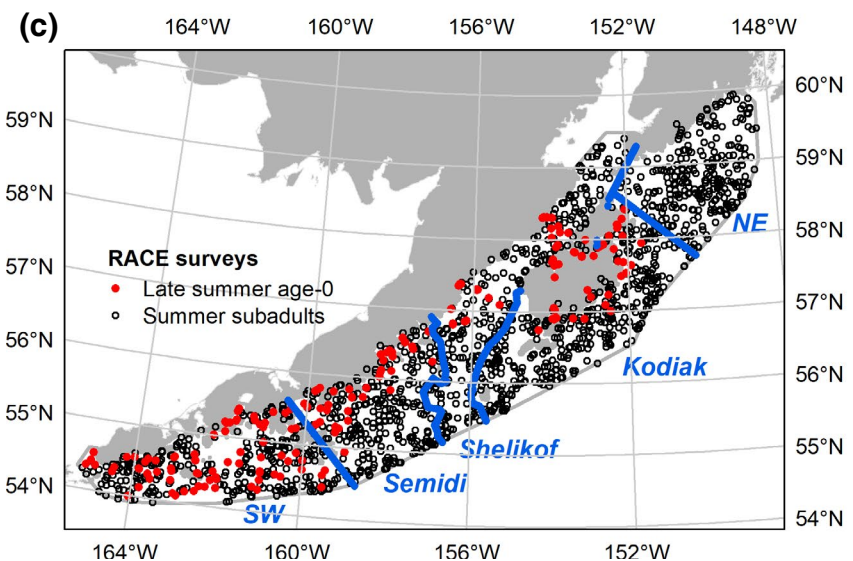 (c)
164°W 160°W 156°W 152°W 148°W
60°N
59°N
59°N
58°N
NE
58°N
RACE surveys
57°N
Late summer age-0
57°N
Summer subadults
56°N
Kodiak
56°N
55°N
Shelikof
55°N
Semidi
54°N
SW
54°N
164°W 160°W 156°W 152°W